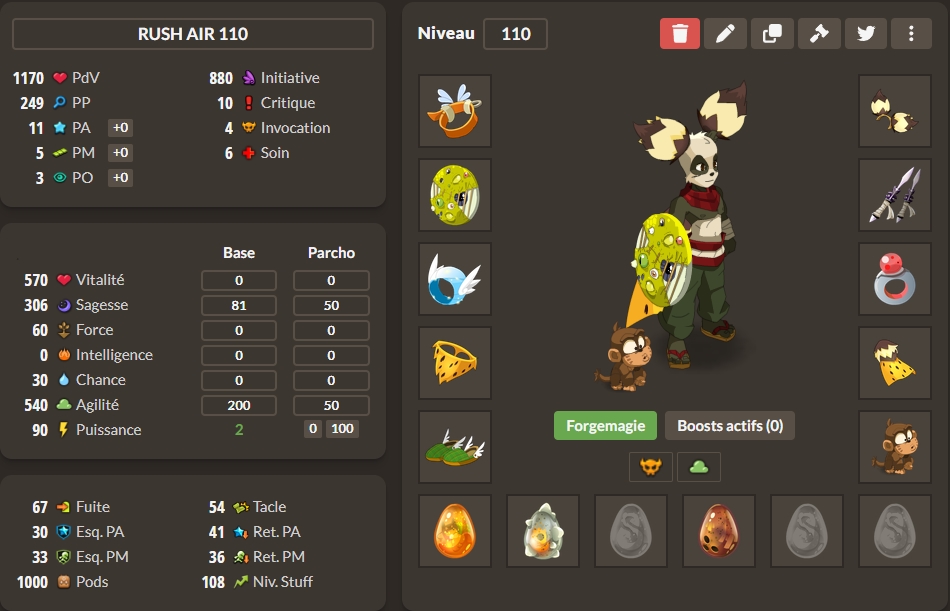 RUSH AIR 110
1170 PdV
880 Initiative
249 PP
10 Critique
11 PA +0
4 Invocation
5 PM +0
6 Soin
3 PO +0
Base Parcho
570 Vitalité 0 0
306 Sagesse 81 50
60 Force 0 0
0 Intelligence 0 0
30 Chance 0 0
540 Agilité 200 50
90 Puissance 2 0 100
67 Fuite 54 Tacle
30 Esq. PA 41 Ret. PA
33 Esq. PM 36 Ret. PM
1000 Pods 108 Niv. Stuff
Niveau 110
Forgemagie Boosts actifs (0)